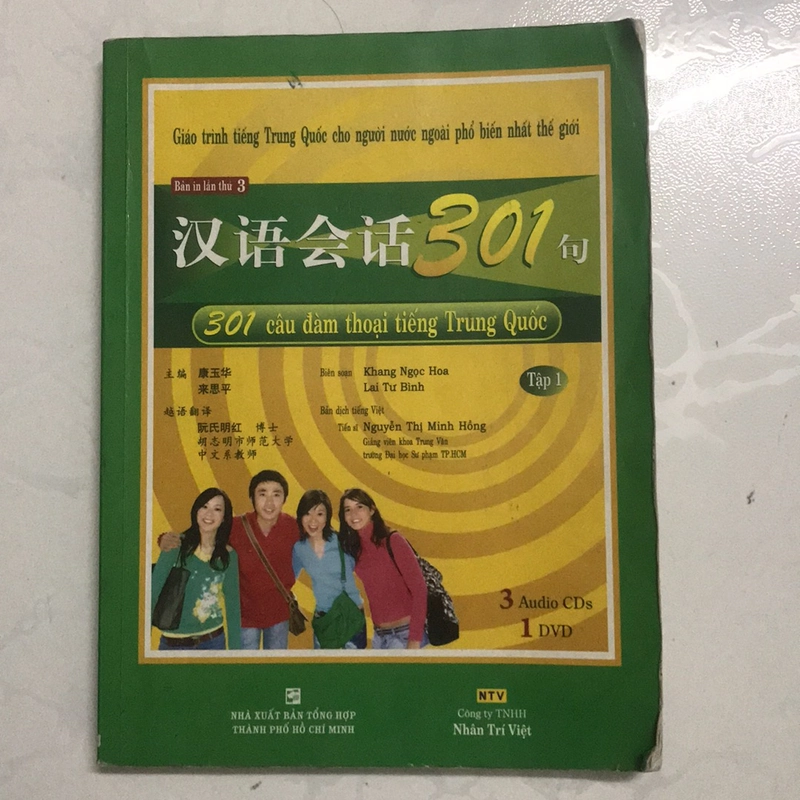 Giáo trình tiếng Trung Quốc cho người nước ngoài phổ biến nhất thế giới
Bản in lần thứ 3
汉语会话301句
301 câu đàm thoại tiếng Trung Quốc
Tập 1
主编 康玉华
来思平
越语翻译
阮氏明红 博士
胡志明市师范大学
中文系教师
Biên soạn Khang Ngọc Hoa
Lai Tư Bình
Bản dịch tiếng Việt
Tiến sĩ Nguyễn Thị Minh Hồng
Giảng viên khoa Trung Văn
trường Đại học Sư phạm TP.HCM
3 Audio CDs
1 DVD
NHÀ XUẤT BẢN TỔNG HỢP
THÀNH PHỐ HỒ CHÍ MINH
NTV
Công ty TNHH
Nhân Trí Việt